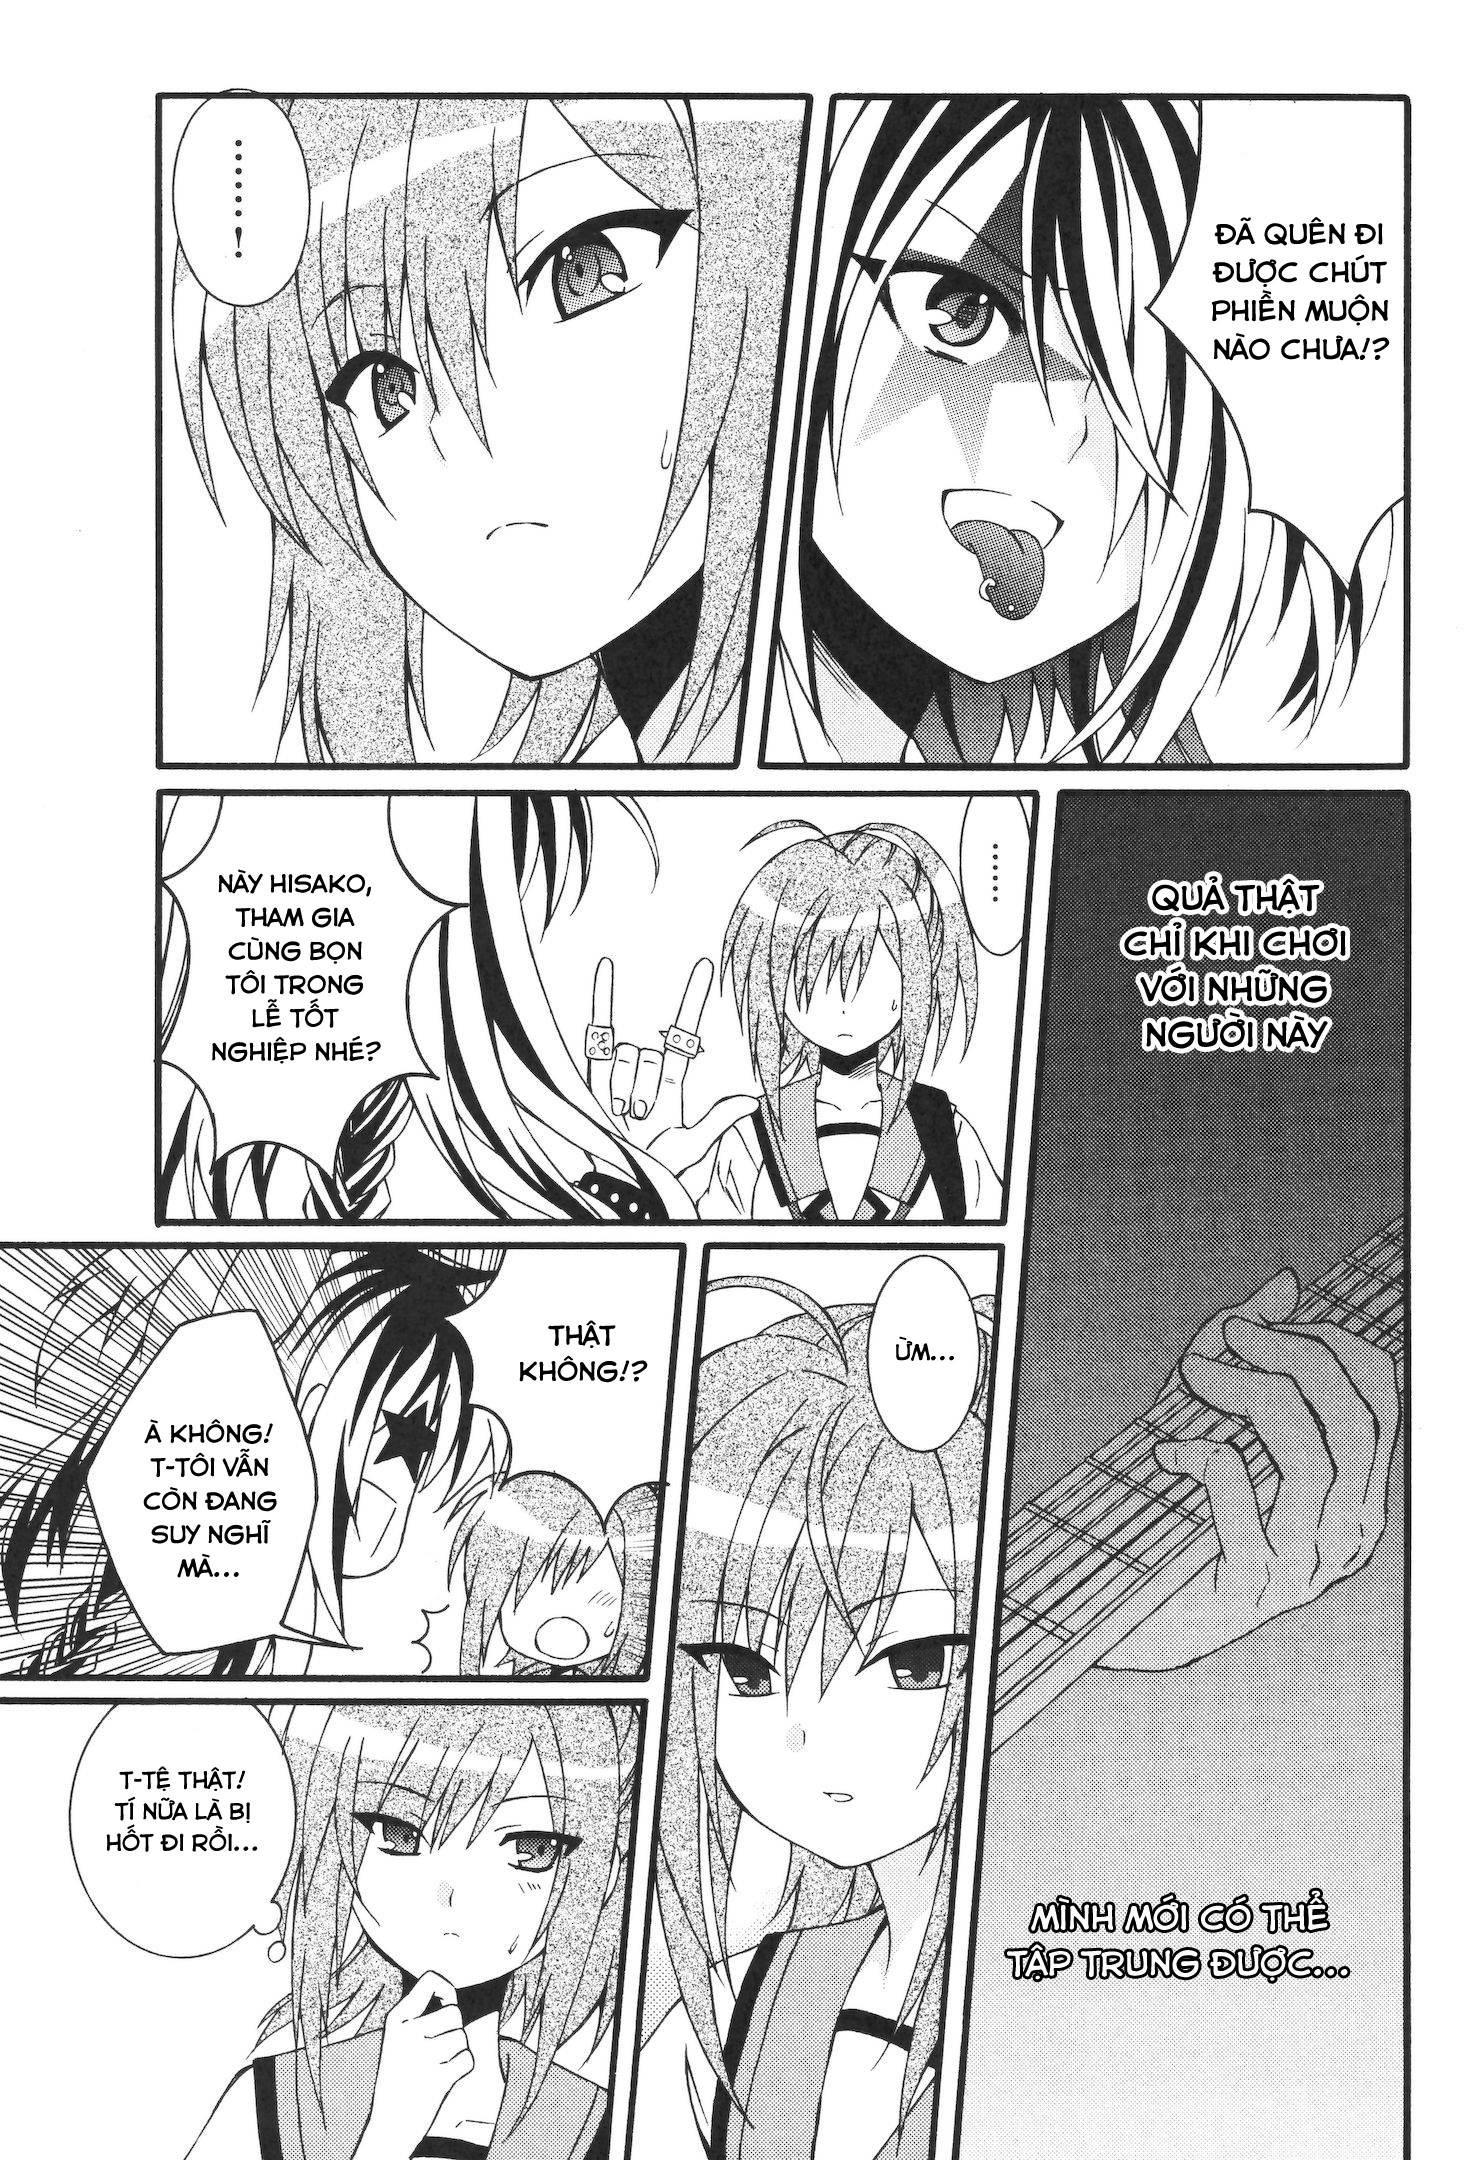 ĐÃ QUÊN ĐI
ĐƯỢC CHÚT
PHIỀN MUỘN
NÀO CHƯA!?
......!
QUẢ THẬT
CHỈ KHI CHƠI
VỚI NHỮNG
NGƯỜI NÀY
MÌNH MỚI CÓ THỂ
TẬP TRUNG ĐƯỢC...
......
NÀY HISAKO,
THAM GIA
CÙNG BỌN
TÔI TRONG
LỄ TỐT
NGHIỆP NHÉ?
ỪM...
THẬT
KHÔNG!?
À KHÔNG!
T-TÔI VẪN
CÒN ĐANG
SUY NGHĨ
MÀ...
T-TỆ THẬT!
TÍ NỮA LÀ BỊ
HỐT ĐI RỒI...